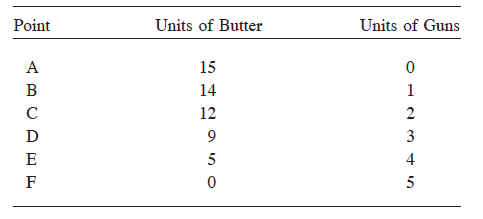 Point Units of Butter Units of Guns
A 15 0
B 14 1
C 12 2
D 9 3
E 5 4
F 0 5